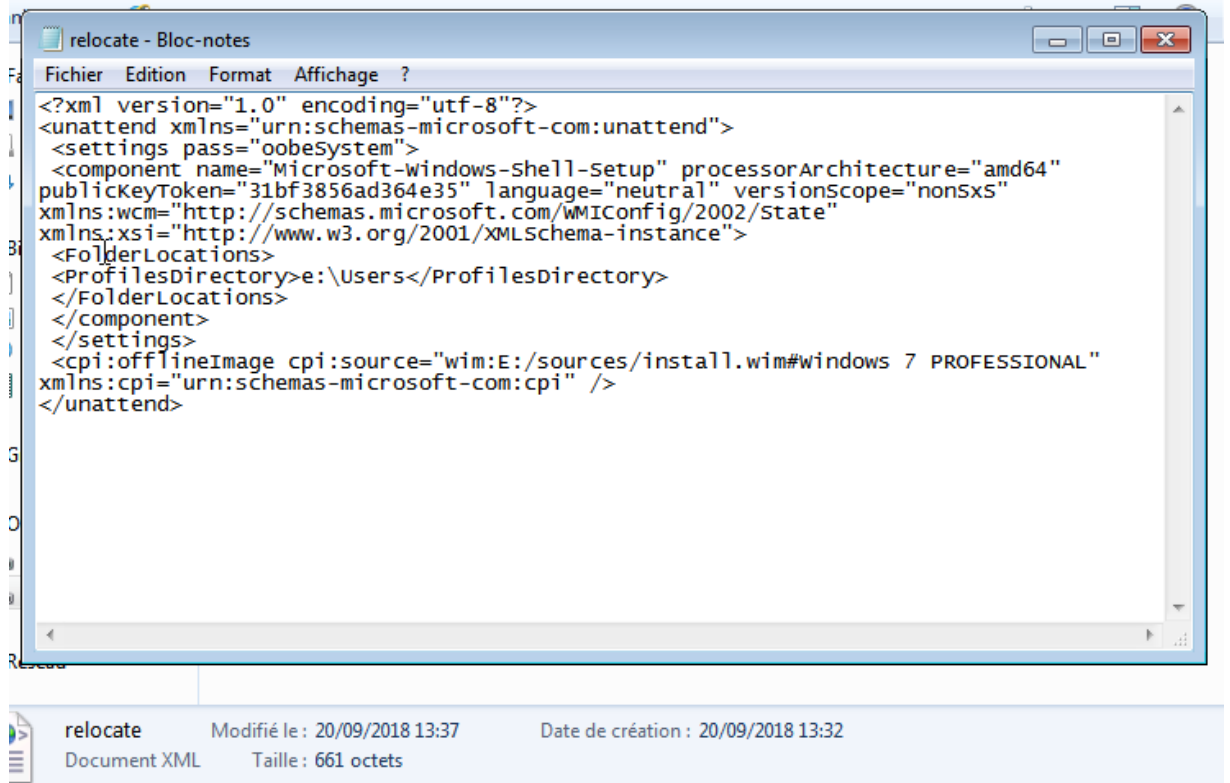 relocate - Bloc-notes
Fichier Edition Format Affichage ?
<?xml version="1.0" encoding="utf-8"?>
<unattend xmlns="urn:schemas-microsoft-com:unattend">
<settings pass="oobeSystem">
<component name="Microsoft-Windows-Shell-Setup" processorArchitecture="amd64"
publicKeyToken="31bf3856ad364e35" language="neutral" versionScope="nonSxS"
xmlns:wcm="http://schemas.microsoft.com/WMIConfig/2002/State"
xmlns:xsi="http://www.w3.org/2001/XMLSchema-instance">
<FolderLocations>
<ProfilesDirectory>e:\Users</ProfilesDirectory>
</FolderLocations>
</component>
</settings>
<cpi:offlineImage cpi:source="wim:E:/sources/install.wim#Windows 7 PROFESSIONAL"
xmlns:cpi="urn:schemas-microsoft-com:cpi" />
</unattend>
relocate Modifié le : 20/09/2018 13:37 Date de création : 20/09/2018 13:32
Document XML Taille : 661 octets